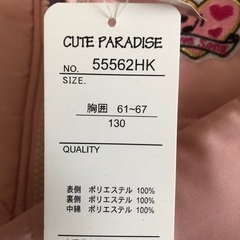 CUTE PARADISE
NO. 55562HK
SIZE.
胸囲 61~67
130
QUALITY
表側 ポリエステル 100%
裏側 ポリエステル 100%
中綿 ポリエステル 100%